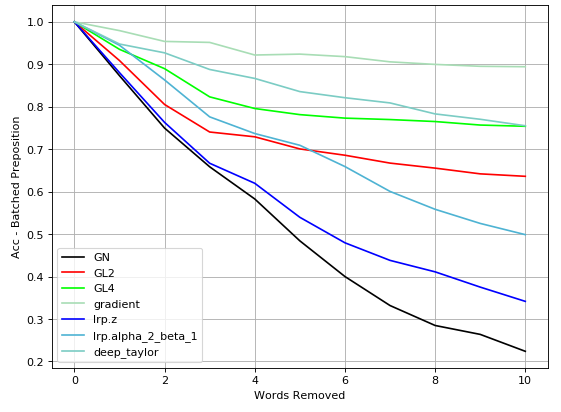 1.0
0.9
0.8
0.7
0.6
0.5
0.4
0.3
0.2
Acc - Batched Preposition
GN
GL2
GL4
gradient
lrp.z
lrp.alpha_2_beta_1
deep_taylor
0 2 4 6 8 10
Words Removed